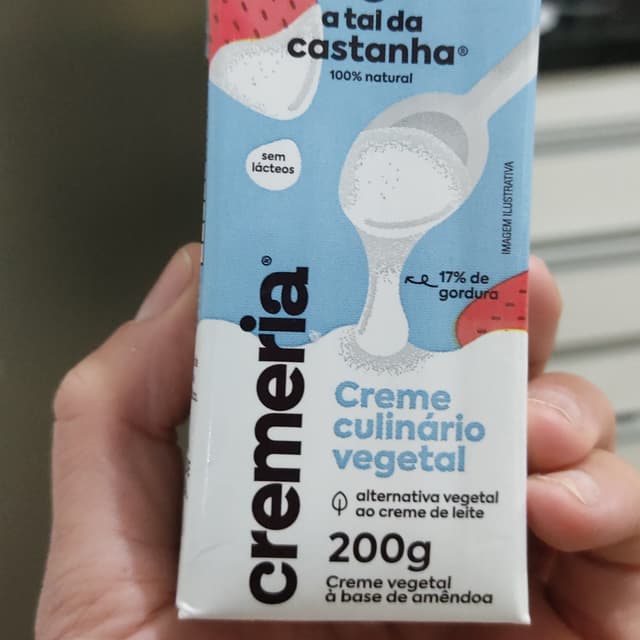 a tal da
castanha®
100% natural
sem
lácteos
IMAGEM ILUSTRATIVA
17% de
gordura
cremeria®
Creme
culinário
vegetal
alternativa vegetal
ao creme de leite
200g
Creme vegetal
à base de amêndoa